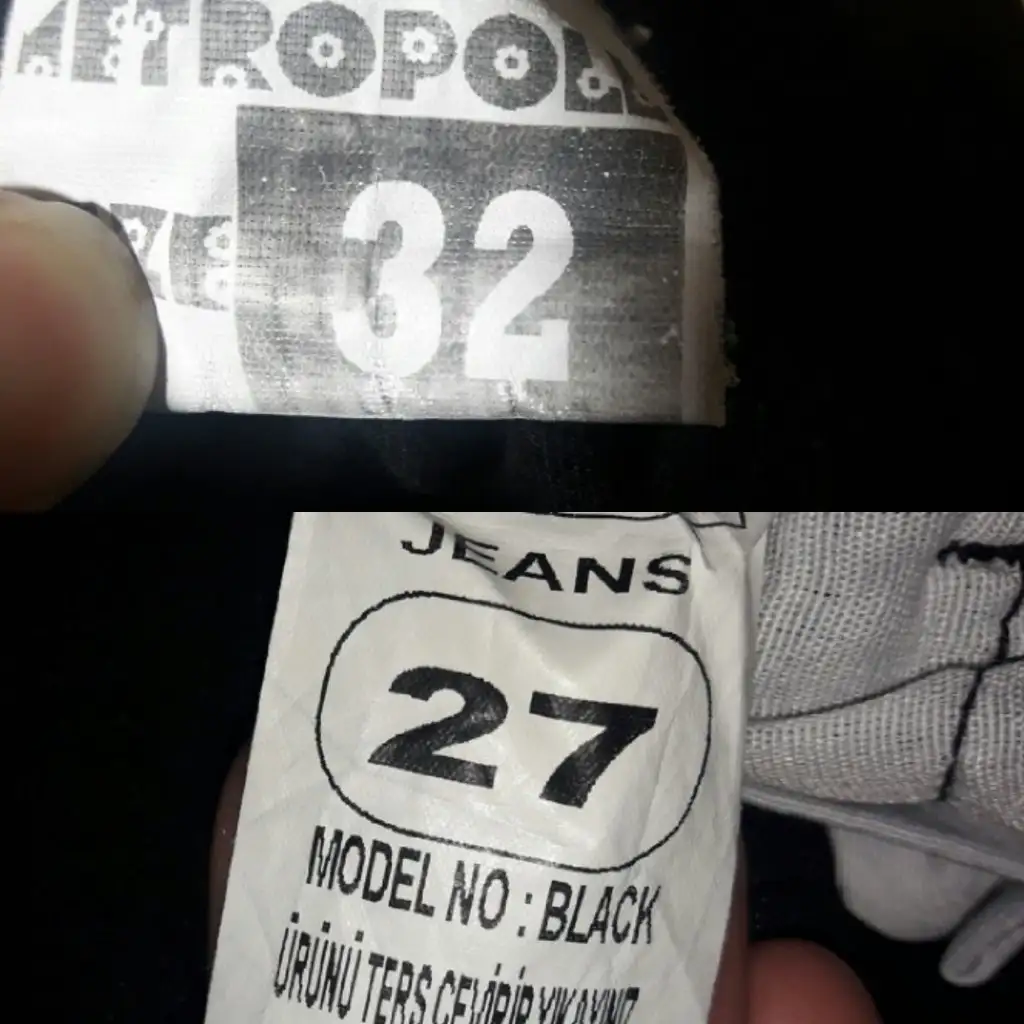 32
JEANS
27
MODEL NO : BLACK
ÜRÜNÜ TERS ÇEVİRİP YIKAYINIZ